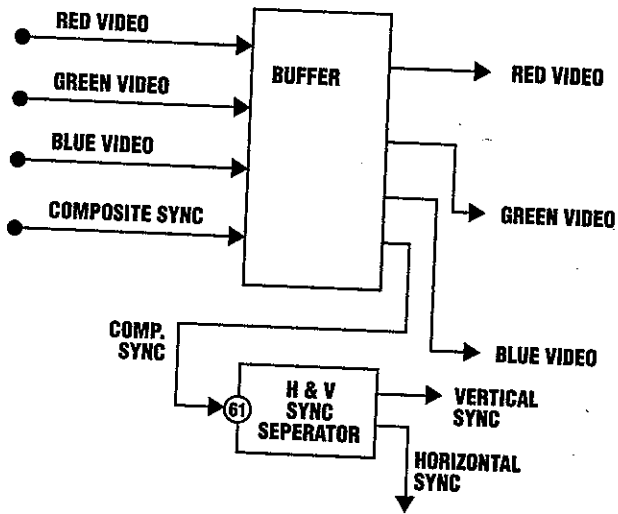 RED VIDEO
GREEN VIDEO
BLUE VIDEO
COMPOSITE SYNC
BUFFER
RED VIDEO
GREEN VIDEO
BLUE VIDEO
COMP.
SYNC
61
H & V
SYNC
SEPERATOR
VERTICAL
SYNC
HORIZONTAL
SYNC